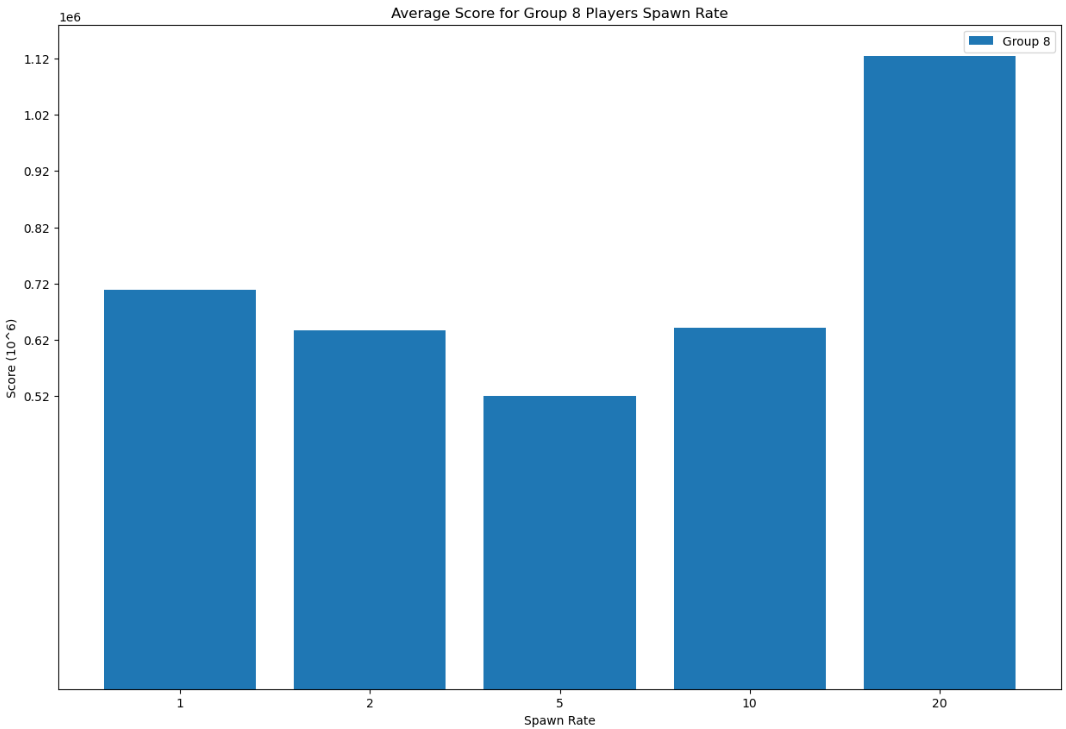 Average Score for Group 8 Players Spawn Rate
1e6
Group 8
1.12
1.02
0.92
0.82
0.72
0.62
0.52
Score (10^6)
1 2 5 10 20
Spawn Rate